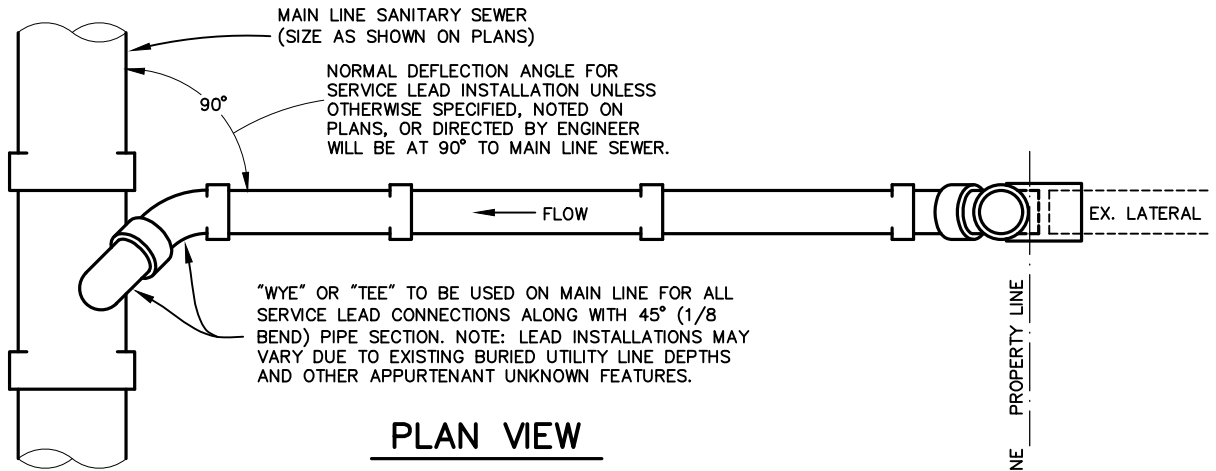 MAIN LINE SANITARY SEWER
(SIZE AS SHOWN ON PLANS)
NORMAL DEFLECTION ANGLE FOR
SERVICE LEAD INSTALLATION UNLESS
OTHERWISE SPECIFIED, NOTED ON
PLANS, OR DIRECTED BY ENGINEER
WILL BE AT 90° TO MAIN LINE SEWER.
90°
FLOW
EX. LATERAL
"WYE" OR "TEE" TO BE USED ON MAIN LINE FOR ALL
SERVICE LEAD CONNECTIONS ALONG WITH 45° (1/8
BEND) PIPE SECTION. NOTE: LEAD INSTALLATIONS MAY
VARY DUE TO EXISTING BURIED UTILITY LINE DEPTHS
AND OTHER APPURTENANT UNKNOWN FEATURES.
PROPERTY LINE
NE
PLAN VIEW